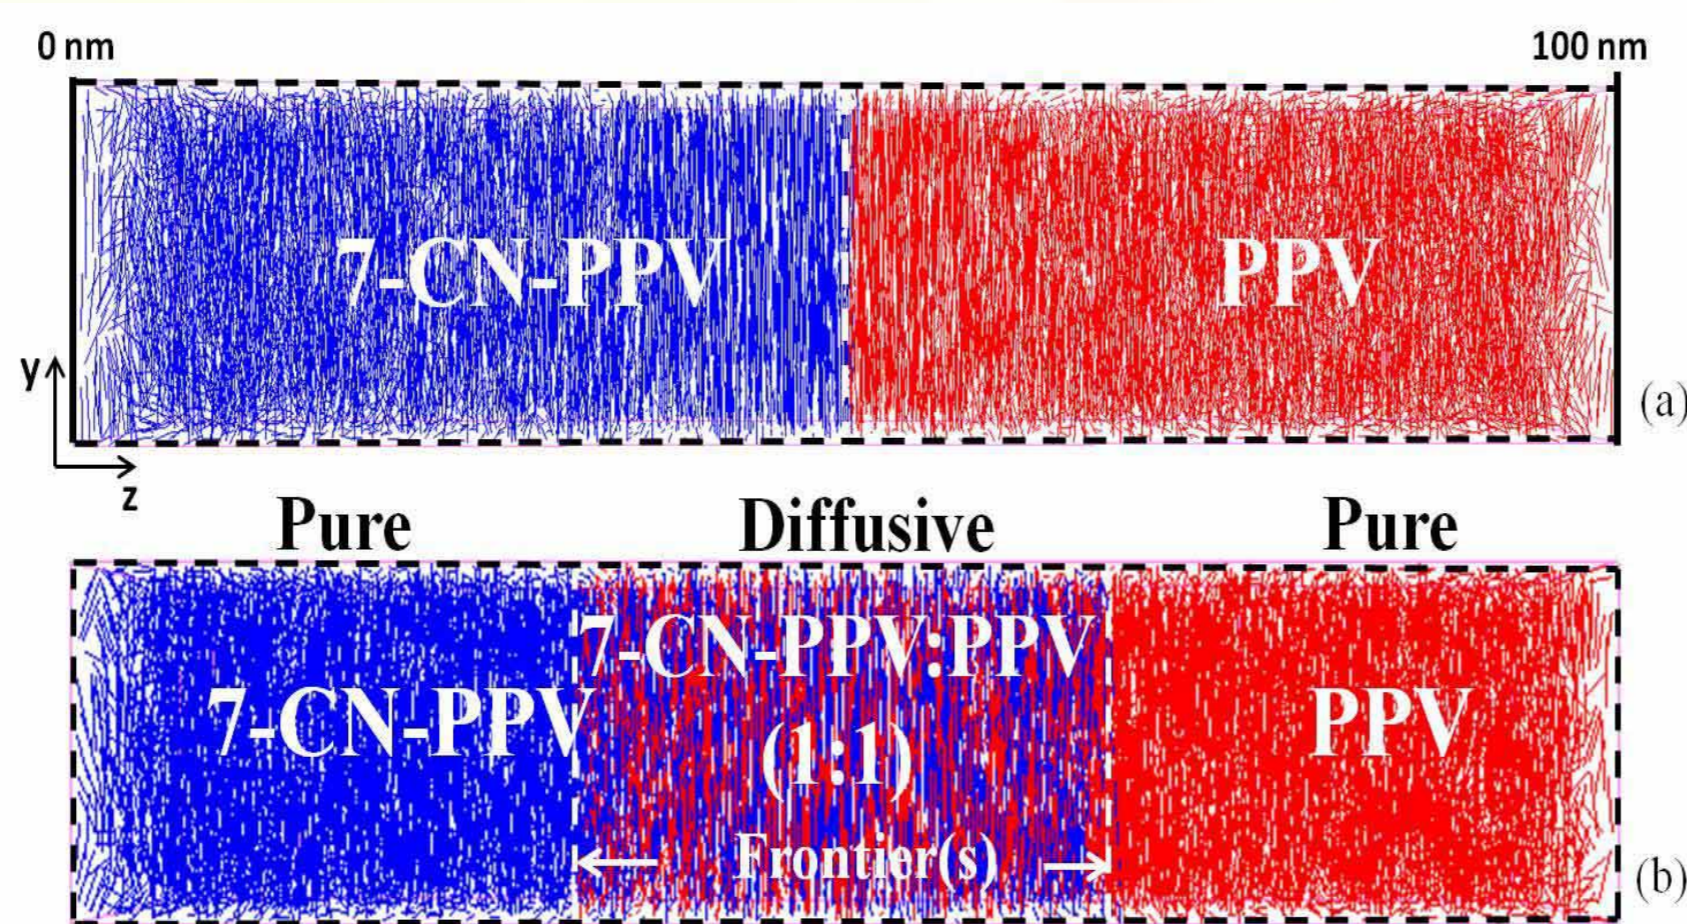 0 nm
100 nm
7-CN-PPV
PPV
y
(a)
z
Pure
Diffusive
Pure
7-CN-PPV:PPV
7-CN-PPV
PPV
(1:1)
Frontier(s)
(b)